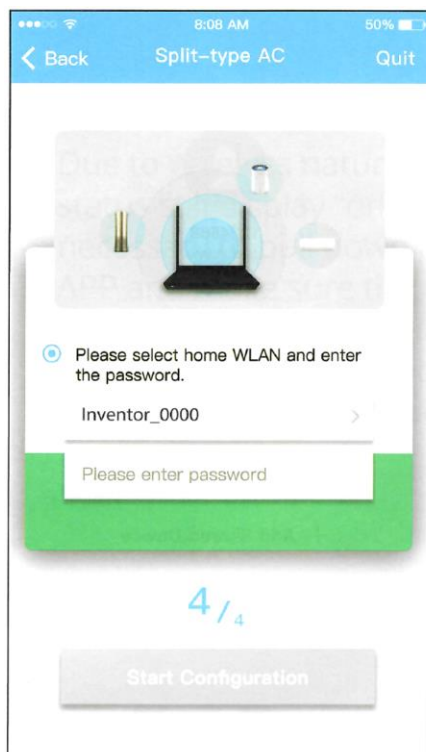 8:08 AM
50%
Back
Split-type AC
Quit
Please select home WLAN and enter
the password.
Inventor_0000
Please enter password
4/4
Start Configuration